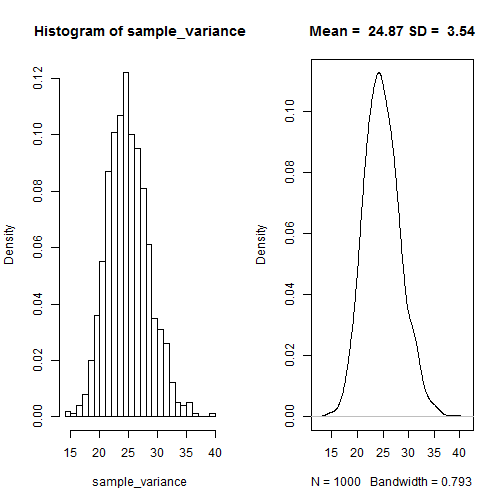 Histogram of sample_variance
Density
0.00 0.02 0.04 0.06 0.08 0.10 0.12
15 20 25 30 35 40
sample_variance
Mean =  24.87 SD =  3.54
Density
0.00 0.02 0.04 0.06 0.08 0.10
15 20 25 30 35 40
N = 1000   Bandwidth = 0.793